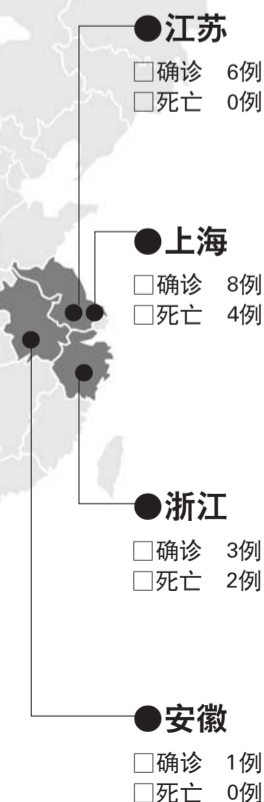 ●江苏
□确诊 6例
□死亡 0例
●上海
□确诊 8例
□死亡 4例
●浙江
□确诊 3例
□死亡 2例
●安徽
□确诊 1例
□死亡 0例